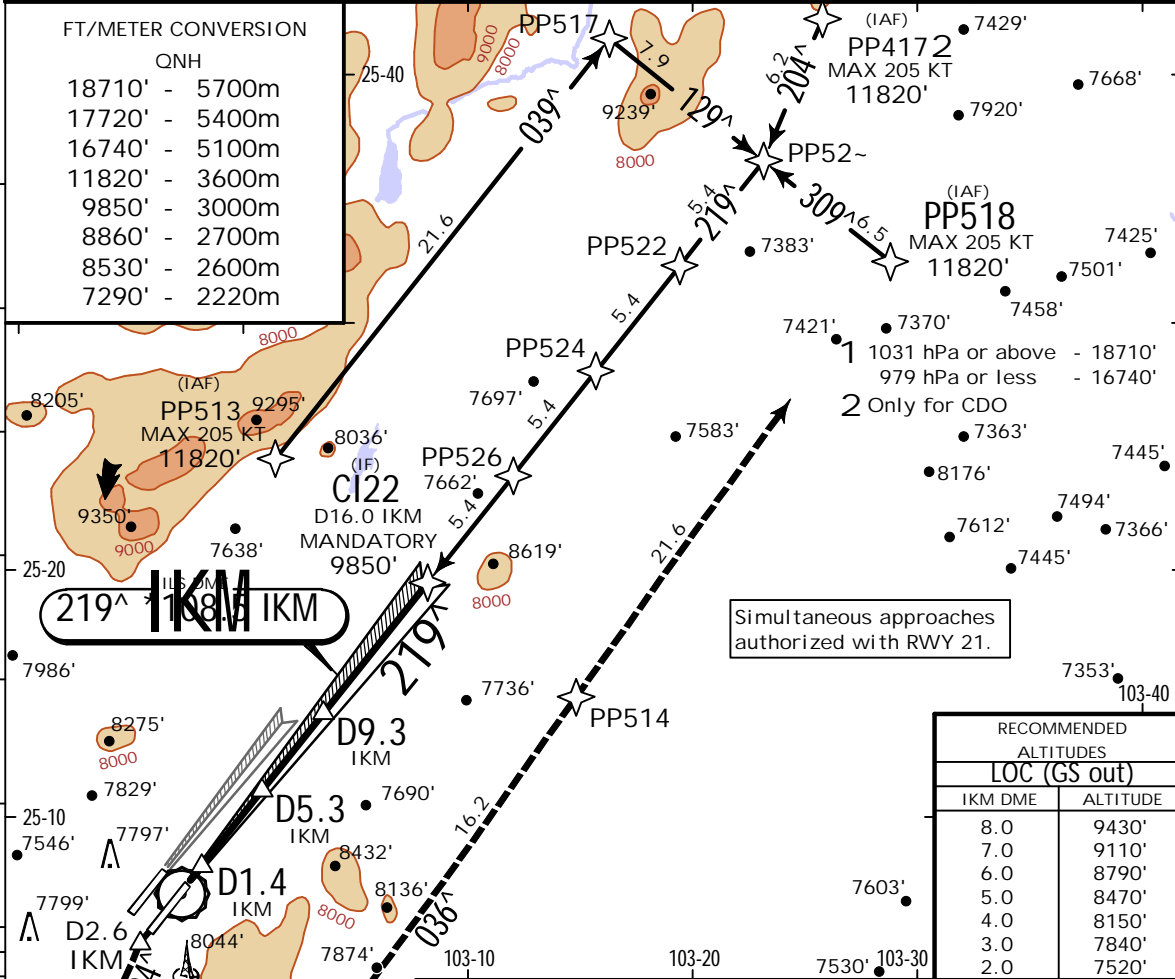 FT/METER CONVERSION
QNH
18710' - 5700m
17720' - 5400m
16740' - 5100m
11820' - 3600m
9850' - 3000m
8860' - 2700m
8530' - 2600m
7290' - 2220m
25-40
9000
8000
PP517
7.9
129^
9239'
8000
039^
21.6
6.2
204^
(IAF)
PP417 2
MAX 205 KT
11820'
7429'
7668'
7920'
PP52~
309^
6.5
(IAF)
PP518
MAX 205 KT
11820'
7425'
7501'
7458'
5.4
219^
PP522
7383'
7421'
7370'
1 1031 hPa or above - 18710'
979 hPa or less - 16740'
2 Only for CDO
5.4
PP524
7697'
5.4
8000
(IAF)
PP513
MAX 205 KT
11820'
8205'
9295'
8036'
9350'
9000
7638'
7583'
7363'
8176'
7445'
7494'
7612'
7366'
7445'
PP526
7662'
5.4
(IF)
CI22
D16.0 IKM
MANDATORY
9850'
25-20
ILS DME
IKM
219^ *108.5 IKM
8619'
8000
21.6
Simultaneous approaches
authorized with RWY 21.
219^
7986'
7736'
PP514
7353'
103-40
8275'
8000
D9.3
IKM
7829'
D5.3
IKM
7690'
16.2
25-10
7546'
7797'
8432'
8000
8136'
D1.4
IKM
7799'
D2.6
IKM
8044'
7874'
036^
103-10
103-20
103-30
7603'
7530'
RECOMMENDED
ALTITUDES
LOC (GS out)
IKM DME ALTITUDE
8.0 9430'
7.0 9110'
6.0 8790'
5.0 8470'
4.0 8150'
3.0 7840'
2.0 7520'